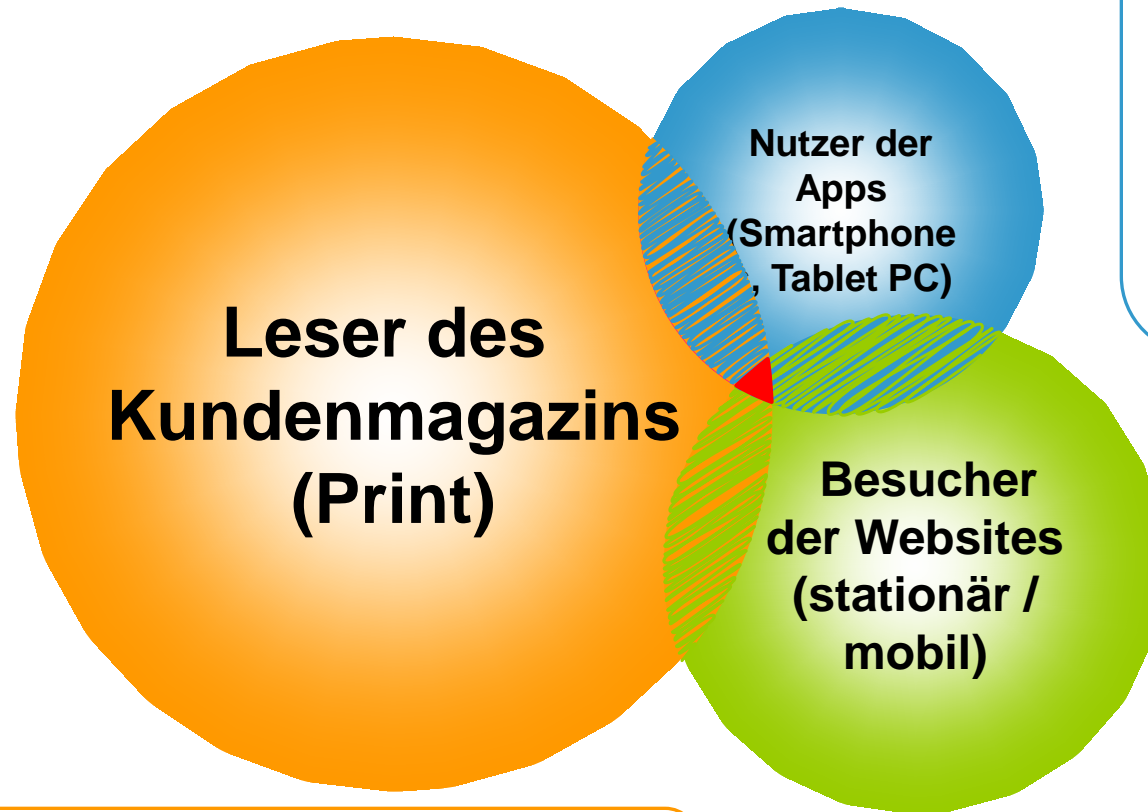 Leser des
Kundenmagazins
(Print)
Nutzer der
Apps
(Smartphone
, Tablet PC)
Besucher
der Websites
(stationär /
mobil)